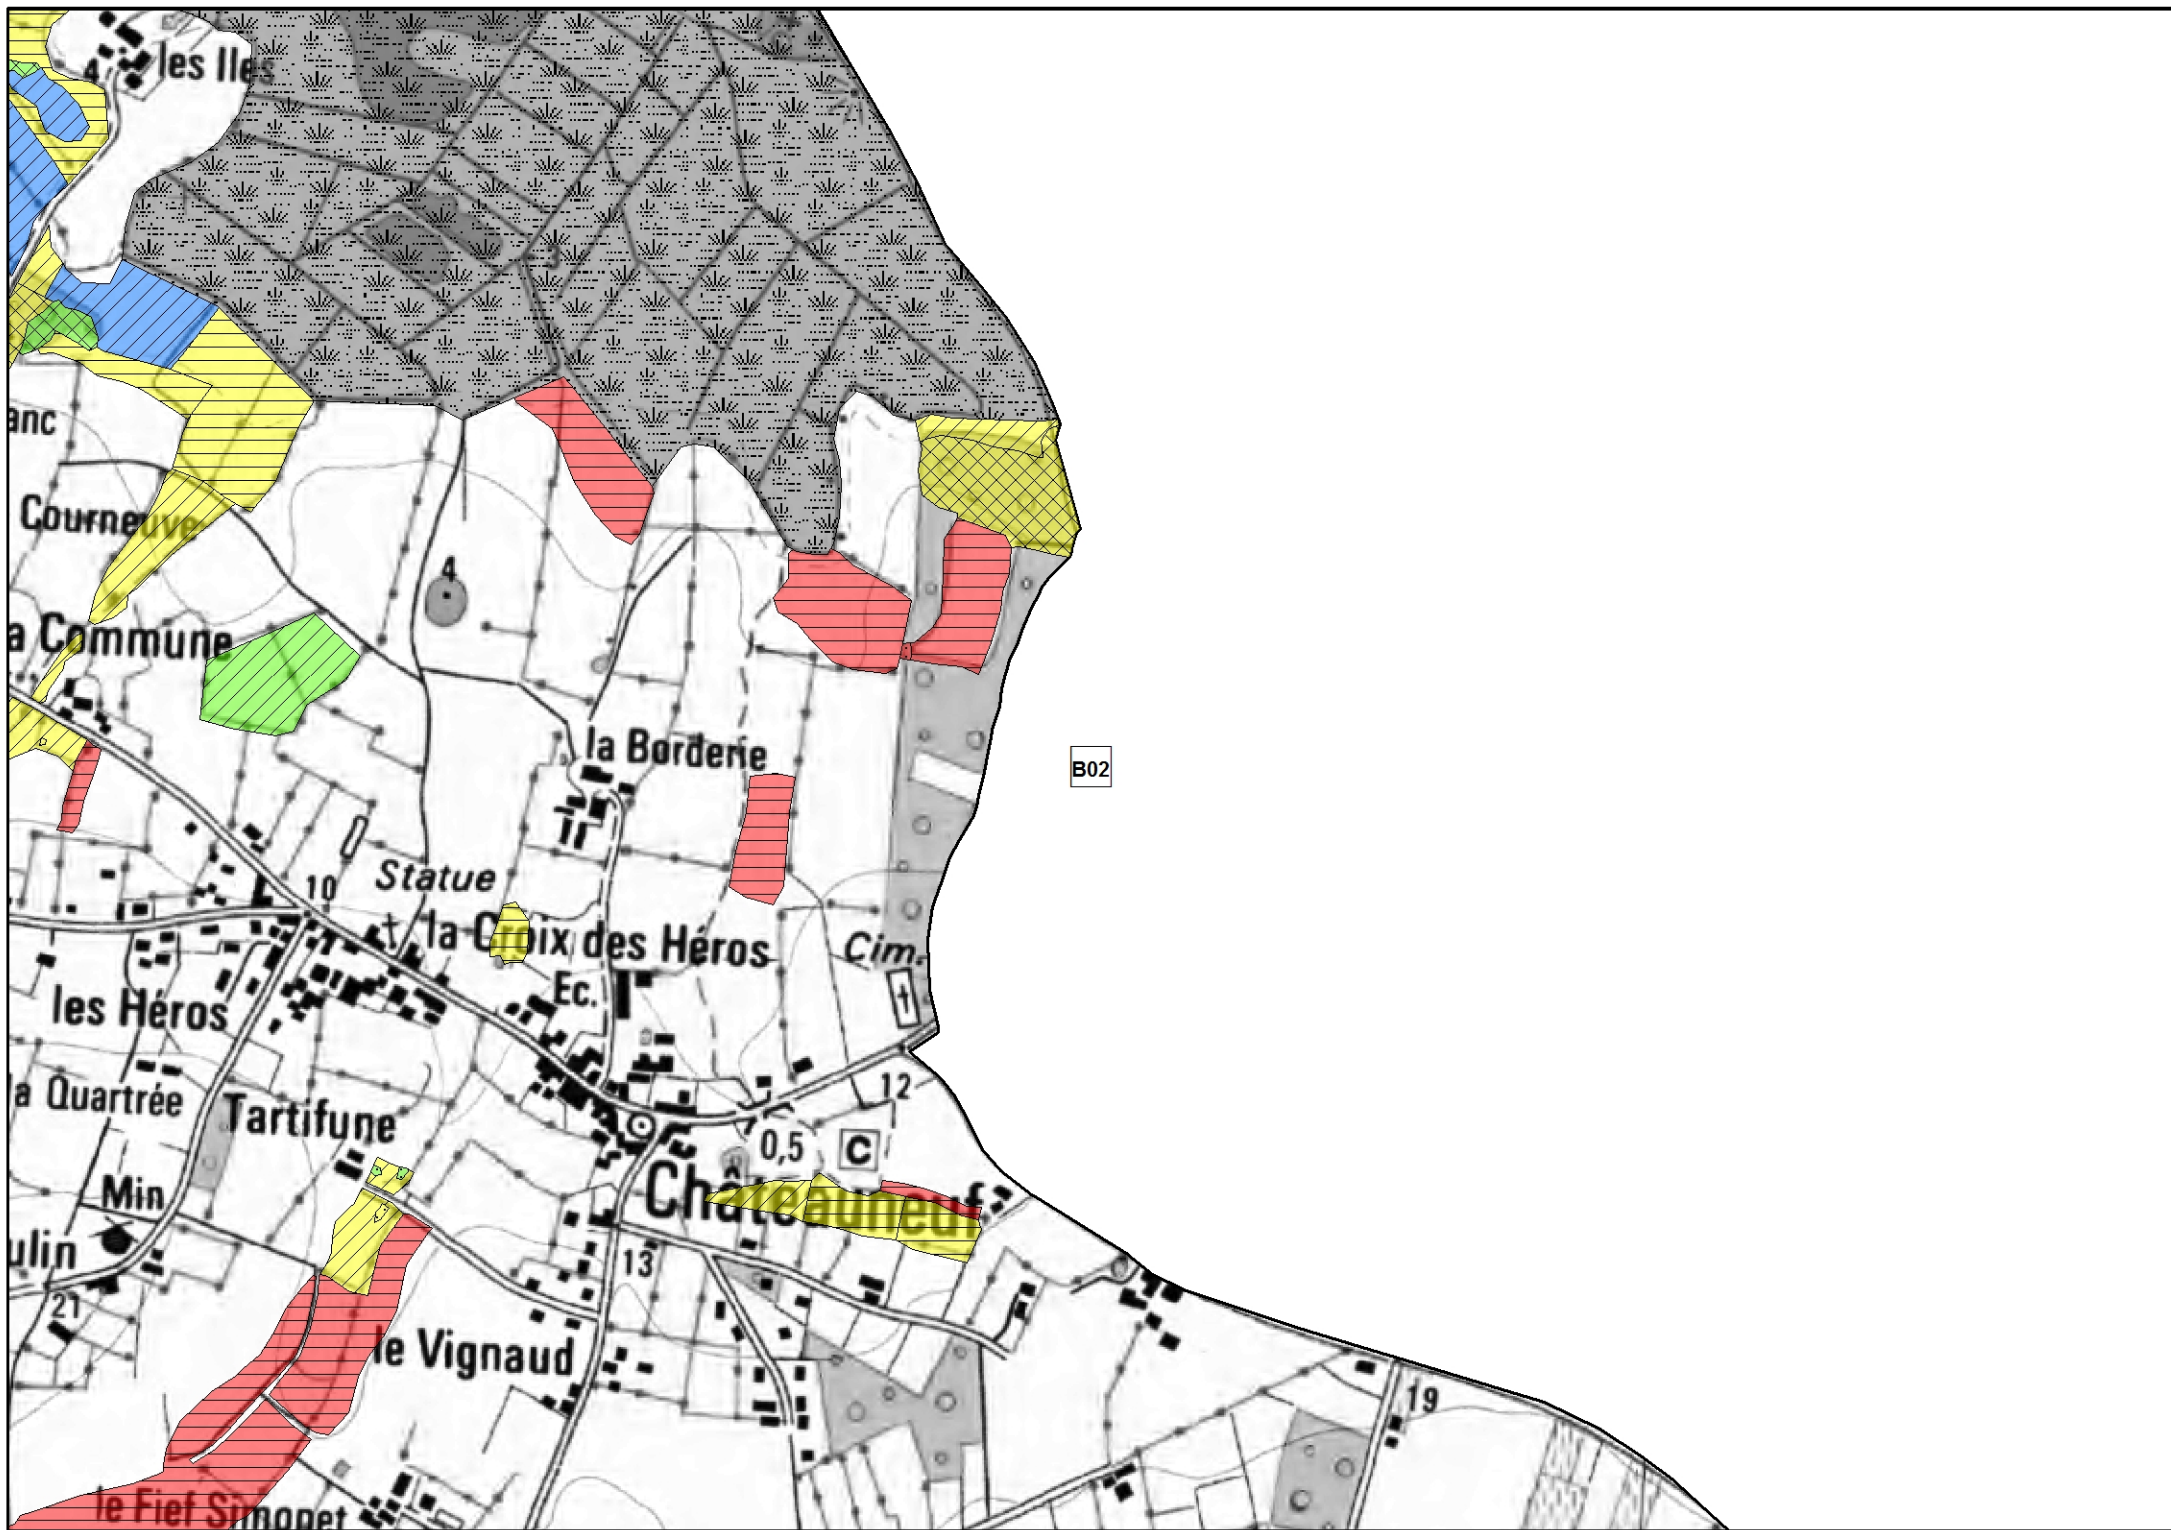 4
les Iles
3
anc
Courneuve
4
a Commune
la Borderie
B02
10
Statue
la Croix des Héros
Cim.
Ec.
les Héros
12
a Quartrée
Tartifune
0,5
C
Min
Châteauneuf
ulin
13
21
le Vignaud
19
le Fief Simonet